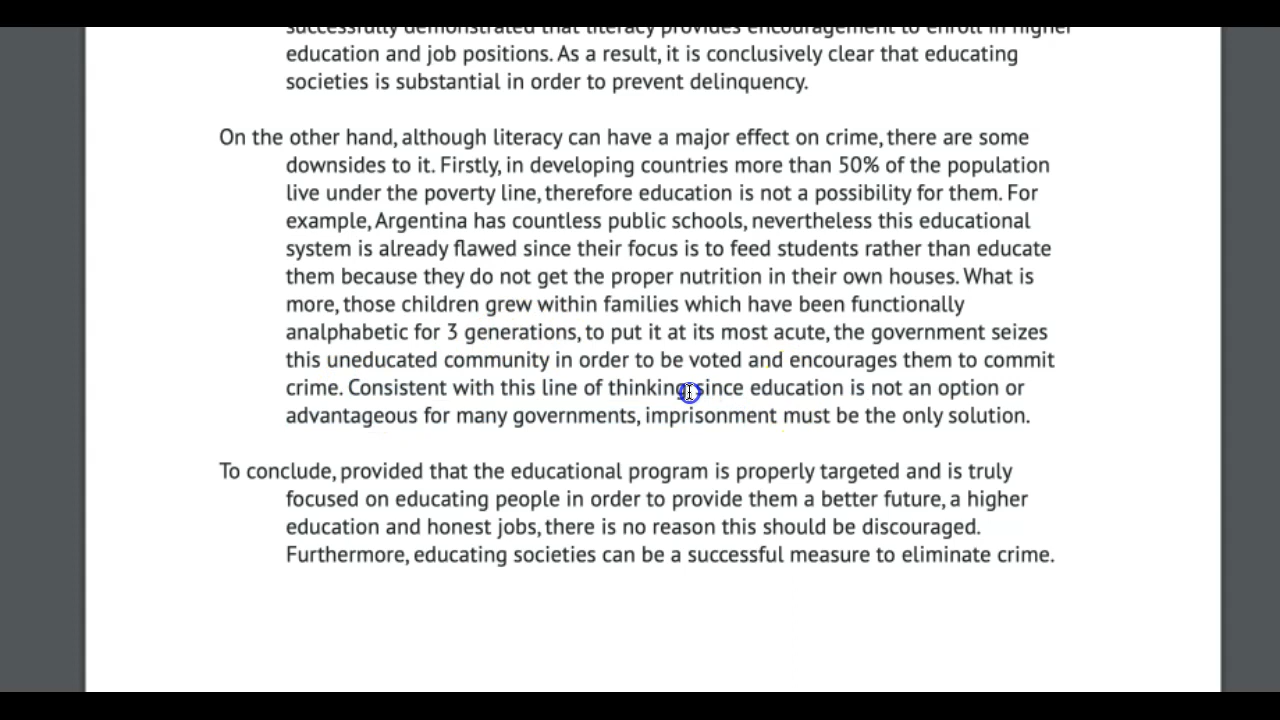 successfully demonstrated that literacy provides encouragement to enroll in higher
education and job positions. As a result, it is conclusively clear that educating
societies is substantial in order to prevent delinquency.
On the other hand, although literacy can have a major effect on crime, there are some
downsides to it. Firstly, in developing countries more than 50% of the population
live under the poverty line, therefore education is not a possibility for them. For
example, Argentina has countless public schools, nevertheless this educational
system is already flawed since their focus is to feed students rather than educate
them because they do not get the proper nutrition in their own houses. What is
more, those children grew within families which have been functionally
analphabetic for 3 generations, to put it at its most acute, the government seizes
this uneducated community in order to be voted and encourages them to commit
crime. Consistent with this line of thinking, since education is not an option or
advantageous for many governments, imprisonment must be the only solution.
To conclude, provided that the educational program is properly targeted and is truly
focused on educating people in order to provide them a better future, a higher
education and honest jobs, there is no reason this should be discouraged.
Furthermore, educating societies can be a successful measure to eliminate crime.